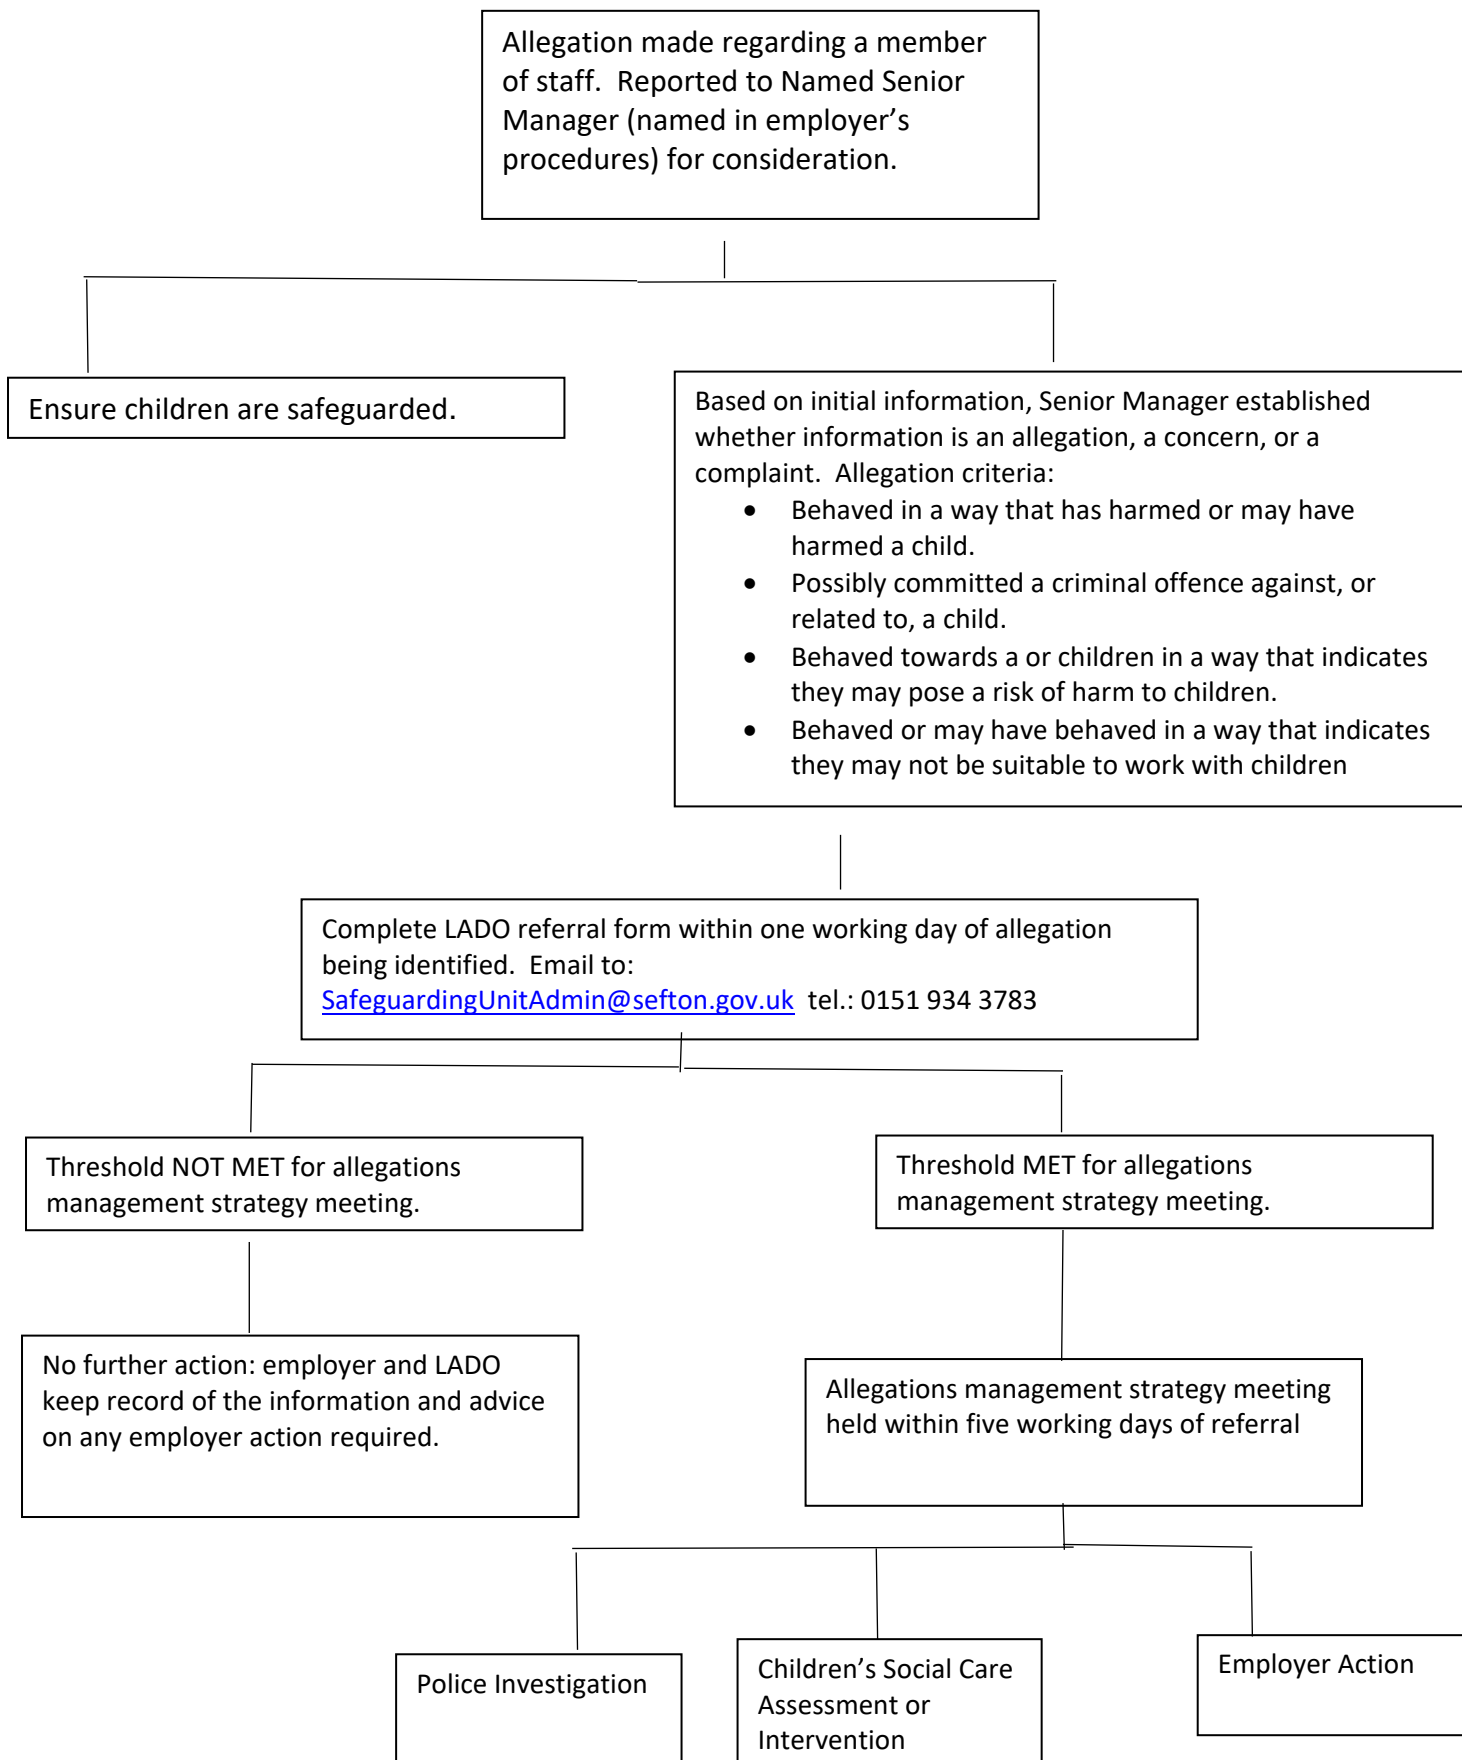 Allegation made regarding a member
of staff.  Reported to Named Senior
Manager (named in employer’s
procedures) for consideration.
Ensure children are safeguarded.
Based on initial information, Senior Manager established
whether information is an allegation, a concern, or a
complaint.  Allegation criteria:
• Behaved in a way that has harmed or may have
harmed a child.
• Possibly committed a criminal offence against, or
related to, a child.
• Behaved towards a or children in a way that indicates
they may pose a risk of harm to children.
• Behaved or may have behaved in a way that indicates
they may not be suitable to work with children
Complete LADO referral form within one working day of allegation
being identified.  Email to:
SafeguardingUnitAdmin@sefton.gov.uk  tel.: 0151 934 3783
Threshold NOT MET for allegations
management strategy meeting.
Threshold MET for allegations
management strategy meeting.
No further action: employer and LADO
keep record of the information and advice
on any employer action required.
Allegations management strategy meeting
held within five working days of referral
Police Investigation
Children’s Social Care
Assessment or
Intervention
Employer Action